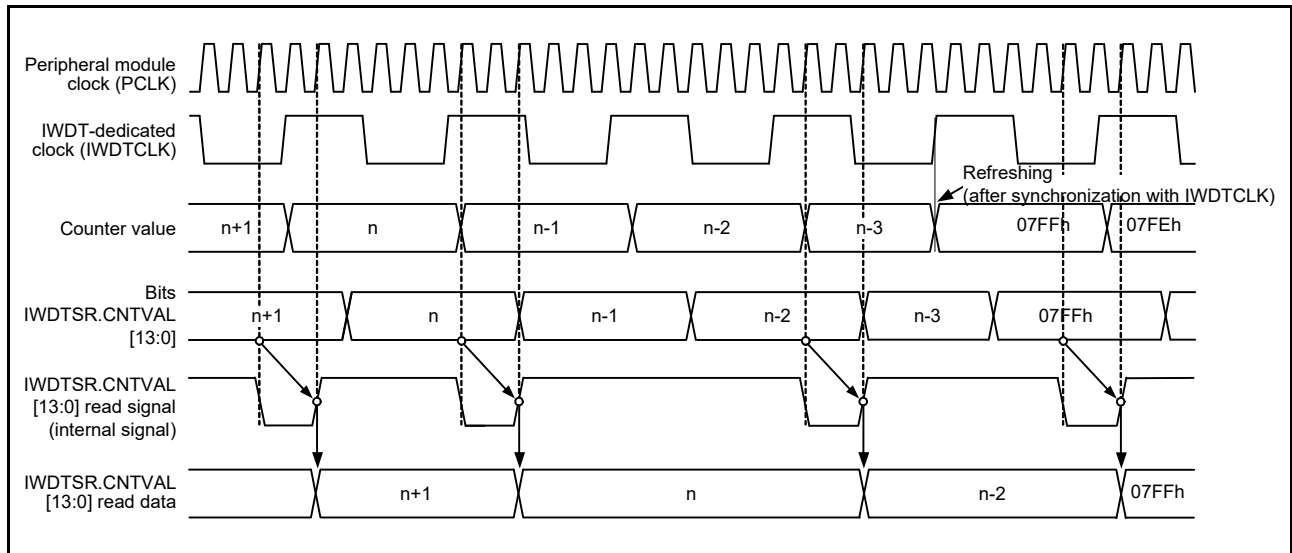 Peripheral module
clock (PCLK)
IWDT-dedicated
clock (IWDTCLK)
Refreshing
(after synchronization with IWDTCLK)
Counter value
n+1
n
n-1
n-2
n-3
07FFh
07FEh
Bits
IWDTSR.CNTVAL
[13:0]
n+1
n
n-1
n-2
n-3
07FFh
IWDTSR.CNTVAL
[13:0] read signal
(internal signal)
IWDTSR.CNTVAL
[13:0] read data
n+1
n
n-2
07FFh